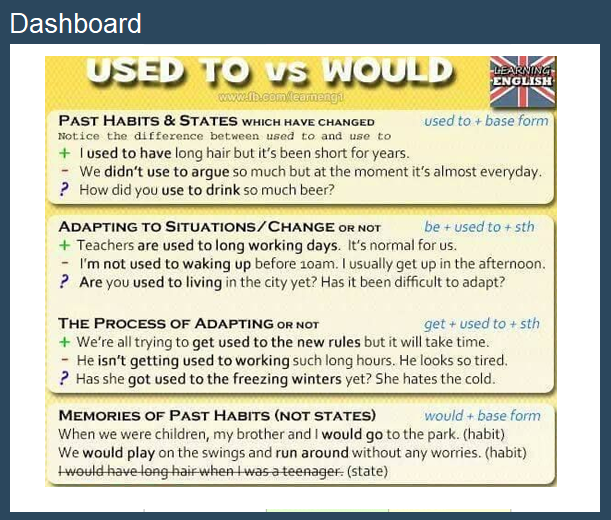 Dashboard
USED TO vs WOULD
LEARNING
ENGLISH
www.fb.com/learneng1
PAST HABITS & STATES WHICH HAVE CHANGED used to + base form
Notice the difference between used to and use to
+ I used to have long hair but it's been short for years.
- We didn't use to argue so much but at the moment it's almost everyday.
? How did you use to drink so much beer?
ADAPTING TO SITUATIONS/CHANGE OR NOT be + used to + sth
+ Teachers are used to long working days. It's normal for us.
- I'm not used to waking up before 10am. I usually get up in the afternoon.
? Are you used to living in the city yet? Has it been difficult to adapt?
THE PROCESS OF ADAPTING OR NOT get + used to + sth
+ We're all trying to get used to the new rules but it will take time.
- He isn't getting used to working such long hours. He looks so tired.
? Has she got used to the freezing winters yet? She hates the cold.
MEMORIES OF PAST HABITS (NOT STATES) would + base form
When we were children, my brother and I would go to the park. (habit)
We would play on the swings and run around without any worries. (habit)
I would have long hair when I was a teenager. (state)